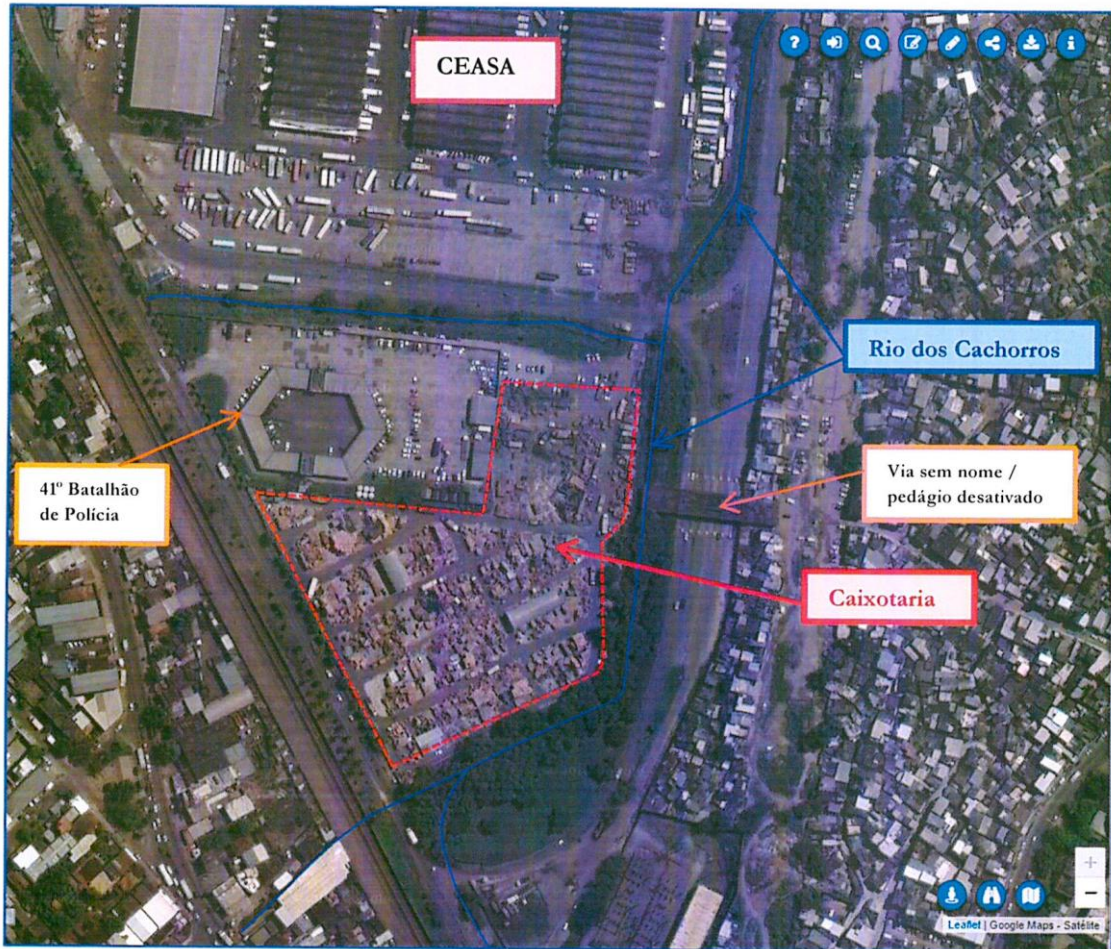 CEASA
Rio dos Cachorros
41º Batalhão
de Polícia
Via sem nome /
pedágio desativado
Caixotaria
+
−
Leaflet | Google Maps - Satélite